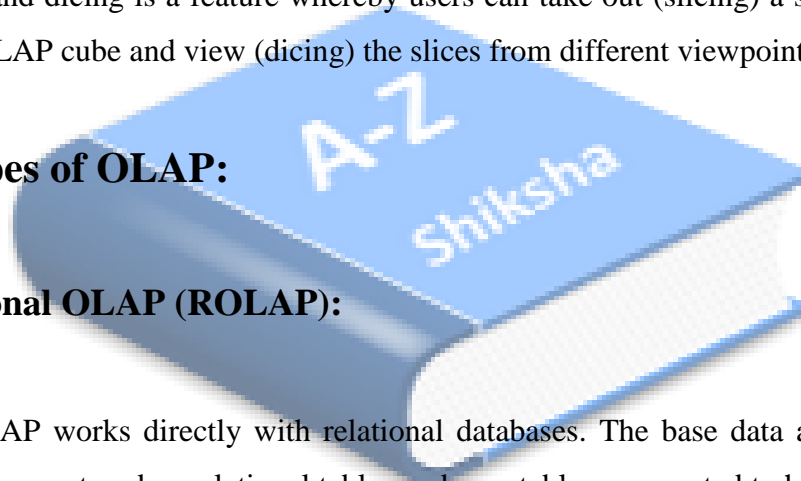 and dicing is a feature whereby users can take out (slicing) a s
LAP cube and view (dicing) the slices from different viewpoint
A-Z
Shiksha
pes of OLAP:
onal OLAP (ROLAP):
AP works directly with relational databases. The base data a